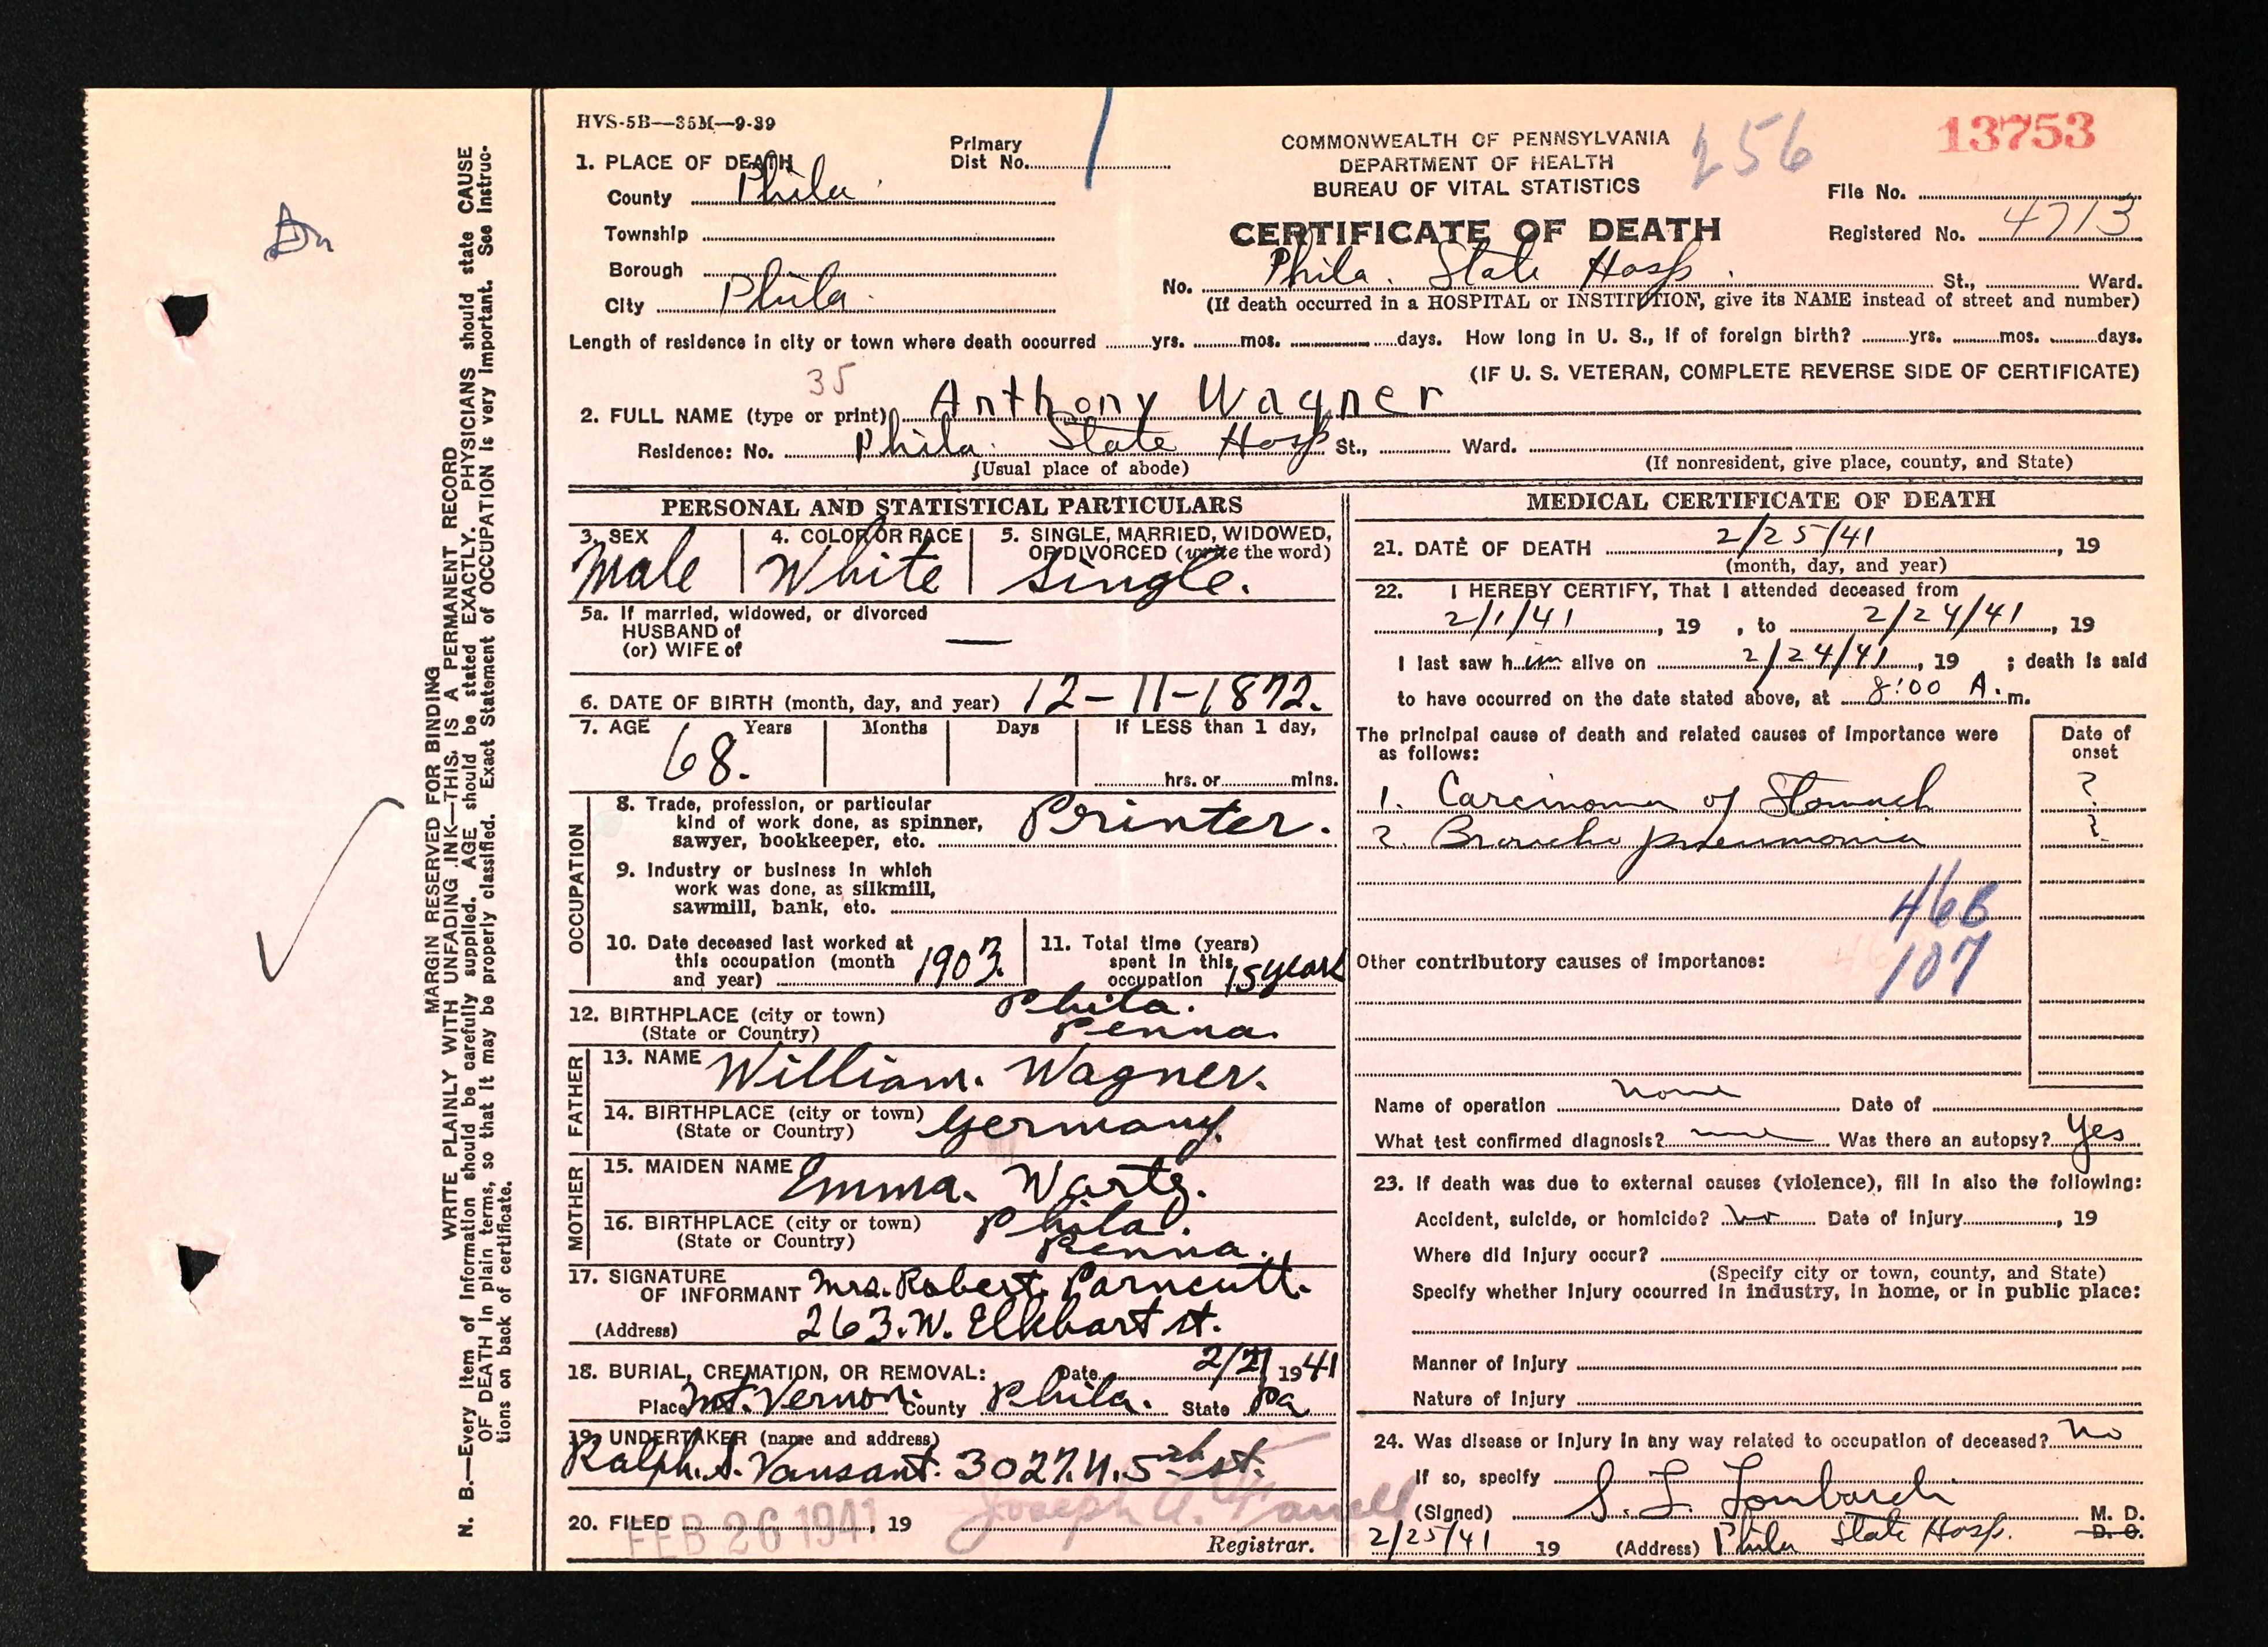 HVS-5B—35M—9-39
COMMONWEALTH OF PENNSYLVANIA
DEPARTMENT OF HEALTH
BUREAU OF VITAL STATISTICS
CERTIFICATE OF DEATH
256
13753
File No.
Registered No. 4713
1. PLACE OF DEATH
Primary Dist No. 1
County Phila.
Township
Borough
City Phila.
No. Phila. State Hosp. St., Ward.
(If death occurred in a HOSPITAL or INSTITUTION, give its NAME instead of street and number)
Length of residence in city or town where death occurred yrs. mos. days. How long in U. S., if of foreign birth? yrs. mos. days.
35
(IF U. S. VETERAN, COMPLETE REVERSE SIDE OF CERTIFICATE)
2. FULL NAME (type or print) Anthony Wagner
Residence: No. Phila. State Hosp St., Ward.
(Usual place of abode) (If nonresident, give place, county, and State)
MARGIN RESERVED FOR BINDING
WRITE PLAINLY WITH UNFADING INK—THIS IS A PERMANENT RECORD
N. B.—Every item of information should be carefully supplied. AGE should be stated EXACTLY. PHYSICIANS should state CAUSE
OF DEATH in plain terms, so that it may be properly classified. Exact Statement of OCCUPATION is very important. See instruc-
tions on back of certificate.
PERSONAL AND STATISTICAL PARTICULARS
3. SEX Male
4. COLOR OR RACE White
5. SINGLE, MARRIED, WIDOWED, OR DIVORCED (write the word) Single.
5a. If married, widowed, or divorced
HUSBAND of
(or) WIFE of —
6. DATE OF BIRTH (month, day, and year) 12-11-1872.
7. AGE Years Months Days If LESS than 1 day,
68. hrs. or mins.
OCCUPATION
8. Trade, profession, or particular
kind of work done, as spinner,
sawyer, bookkeeper, etc. Printer.
9. Industry or business in which
work was done, as silkmill,
sawmill, bank, etc.
10. Date deceased last worked at
this occupation (month
and year) 1903.
11. Total time (years)
spent in this
occupation 15 years
12. BIRTHPLACE (city or town) Phila.
(State or Country) Penna.
FATHER
13. NAME William. Wagner.
14. BIRTHPLACE (city or town) Germany.
(State or Country)
MOTHER
15. MAIDEN NAME Emma.
16. BIRTHPLACE (city or town) Phila.
(State or Country) Penna.
17. SIGNATURE
OF INFORMANT Mrs. Robert. Parncutt.
(Address) 263. W. Elkhart st.
18. BURIAL, CREMATION, OR REMOVAL: Date 1941
Place Mt. Vernon. County Phila. State Pa
19. UNDERTAKER (name and address)
Ralph. S. Vansant. 3027. N. 5th st.
20. FILED FEB 26 1941, 19
Joseph A. Farrell
Registrar.
MEDICAL CERTIFICATE OF DEATH
21. DATE OF DEATH 2/25/41, 19
(month, day, and year)
22. I HEREBY CERTIFY, That I attended deceased from
2/1/41, 19 , to 2/24/41, 19
I last saw him alive on 2/24/41, 19 ; death is said
to have occurred on the date stated above, at 8:00 A.m.
The principal cause of death and related causes of importance were
as follows:
Date of onset
1. Carcinoma of Stomach ?
2. Broncho pneumonia ?
46B
107
Other contributory causes of importance:
Name of operation none Date of
What test confirmed diagnosis? Was there an autopsy? Yes
23. If death was due to external causes (violence), fill in also the following:
Accident, suicide, or homicide? no Date of injury, 19
Where did injury occur?
(Specify city or town, county, and State)
Specify whether injury occurred in industry, in home, or in public place:
Manner of Injury
Nature of Injury
24. Was disease or injury in any way related to occupation of deceased? no
If so, specify
(Signed) S. L. Lombardi M. D.
D. O.
2/25/41 19 (Address) Phila State Hosp.